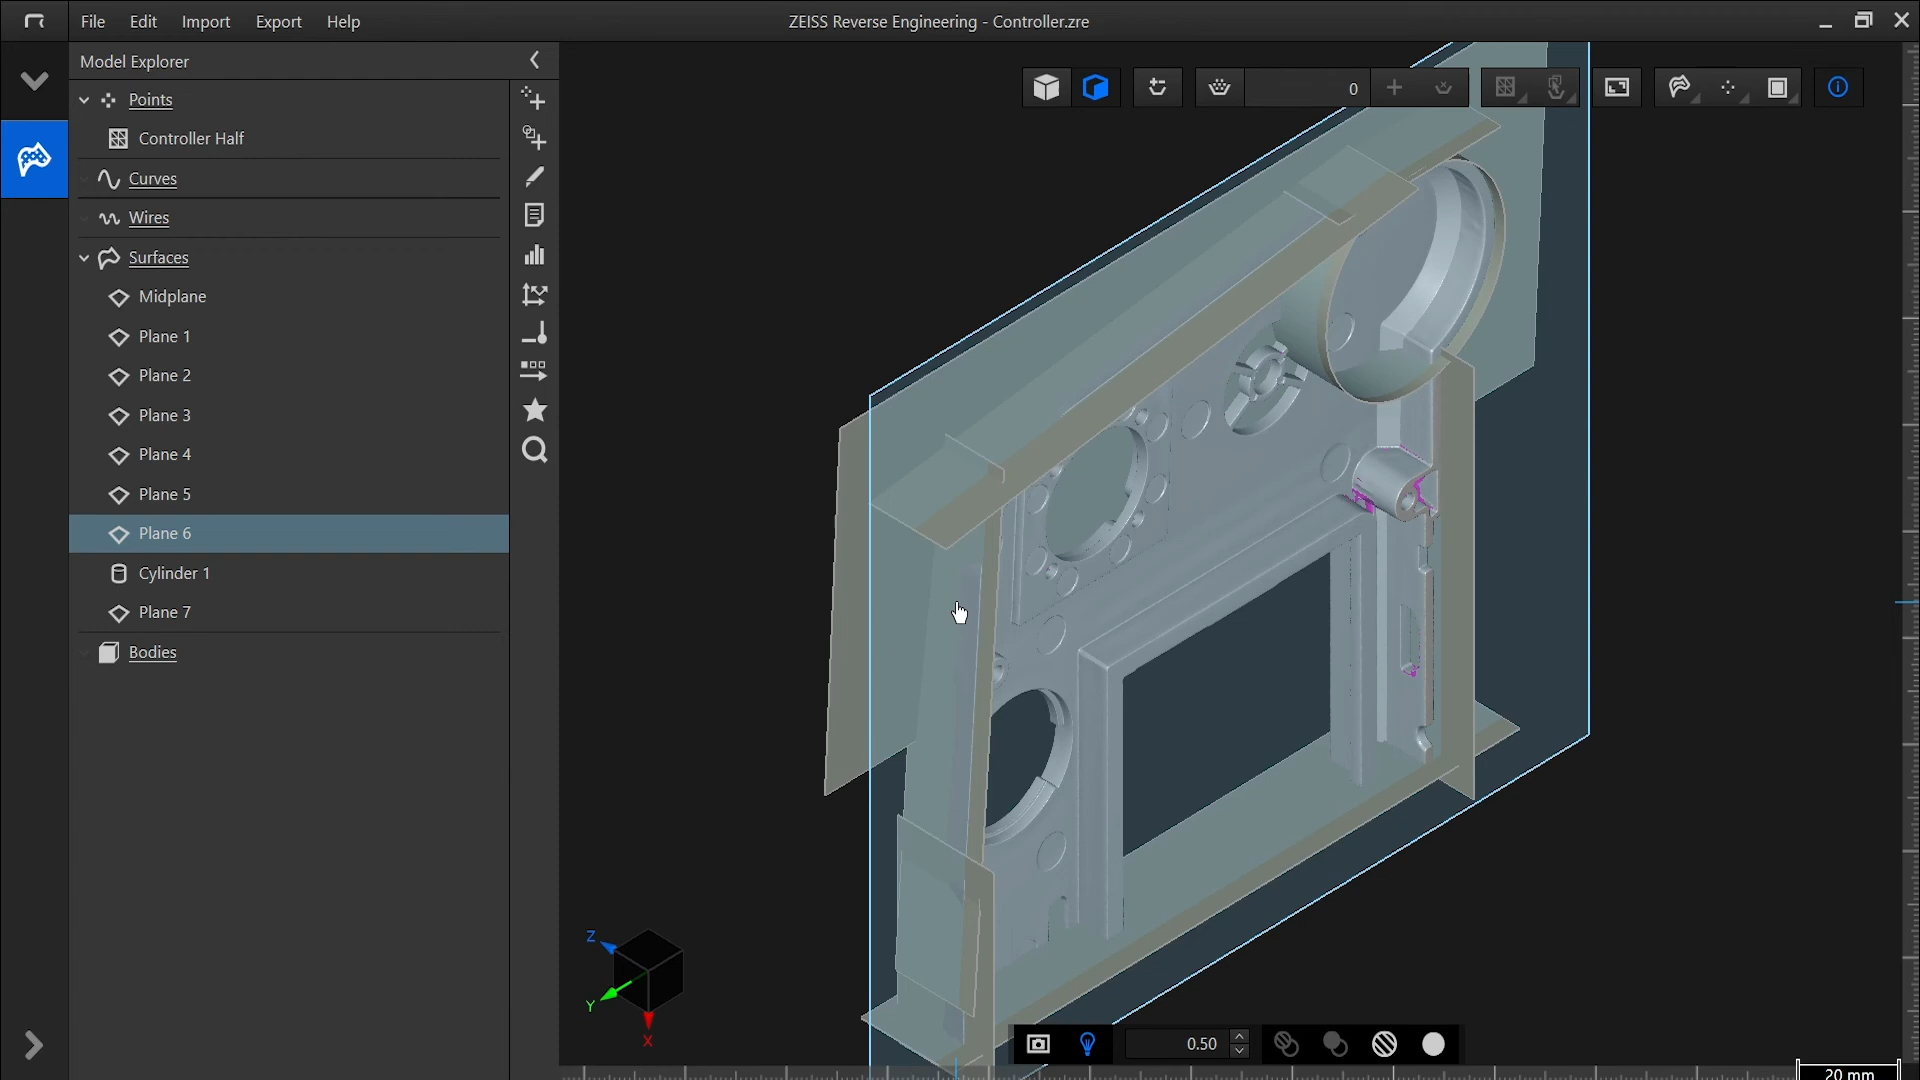 File Edit Import Export Help
ZEISS Reverse Engineering - Controller.zre
Model Explorer
Points
Controller Half
Curves
Wires
Surfaces
Midplane
Plane 1
Plane 2
Plane 3
Plane 4
Plane 5
Plane 6
Cylinder 1
Plane 7
Bodies
0
Z
Y
X
0.50
20 mm